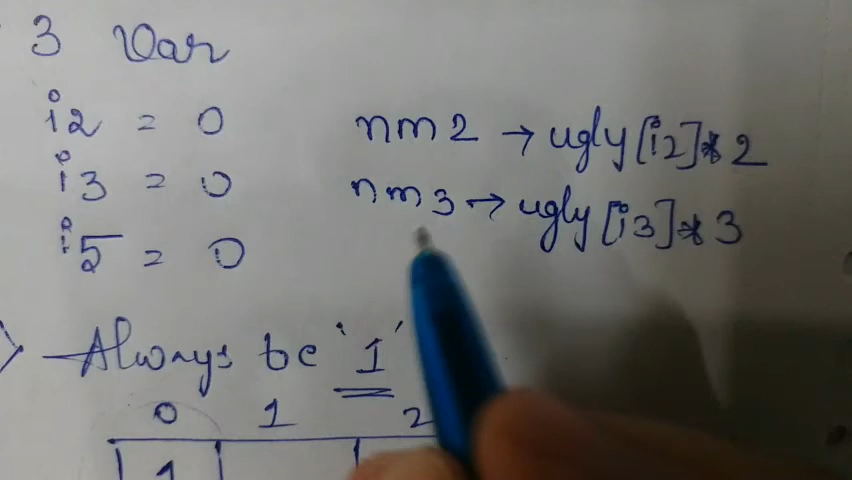 3 Var
i2 = 0
i3 = 0
i5 = 0
nm2 → ugly[i2]*2
nm3 → ugly[i3]*3
Always be '1'
0 1 2
1